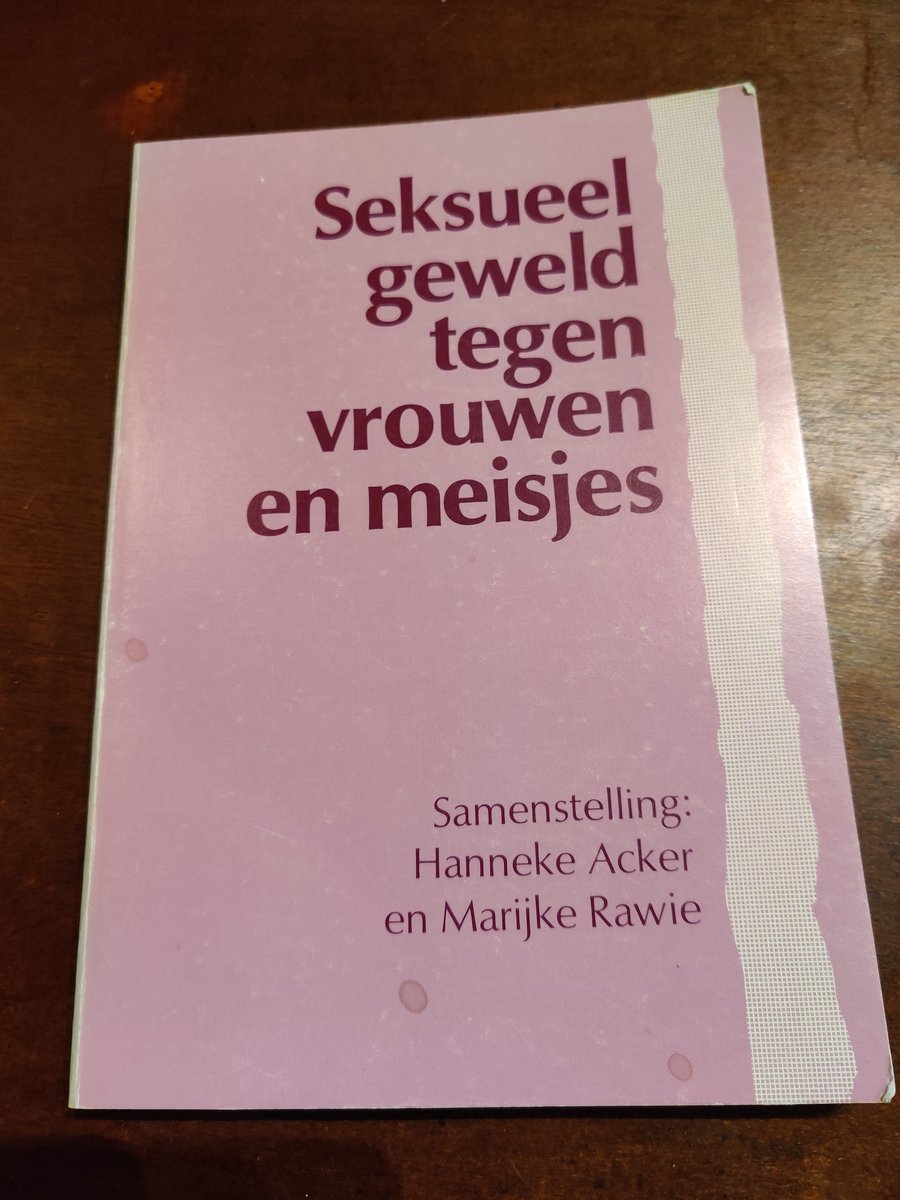 Seksueel
geweld
tegen
vrouwen
en meisjes
Samenstelling:
Hanneke Acker
en Marijke Rawie